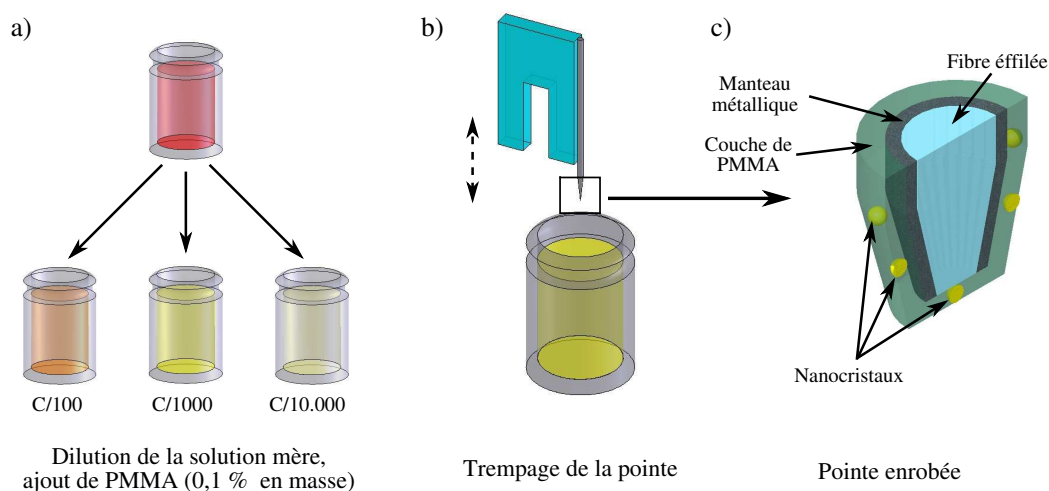 a)
b)
c)
Fibre éffilée
Manteau
métallique
Couche de
PMMA
Nanocristaux
C/100
C/1000
C/10.000
Dilution de la solution mère,
ajout de PMMA (0,1 % en masse)
Trempage de la pointe
Pointe enrobée